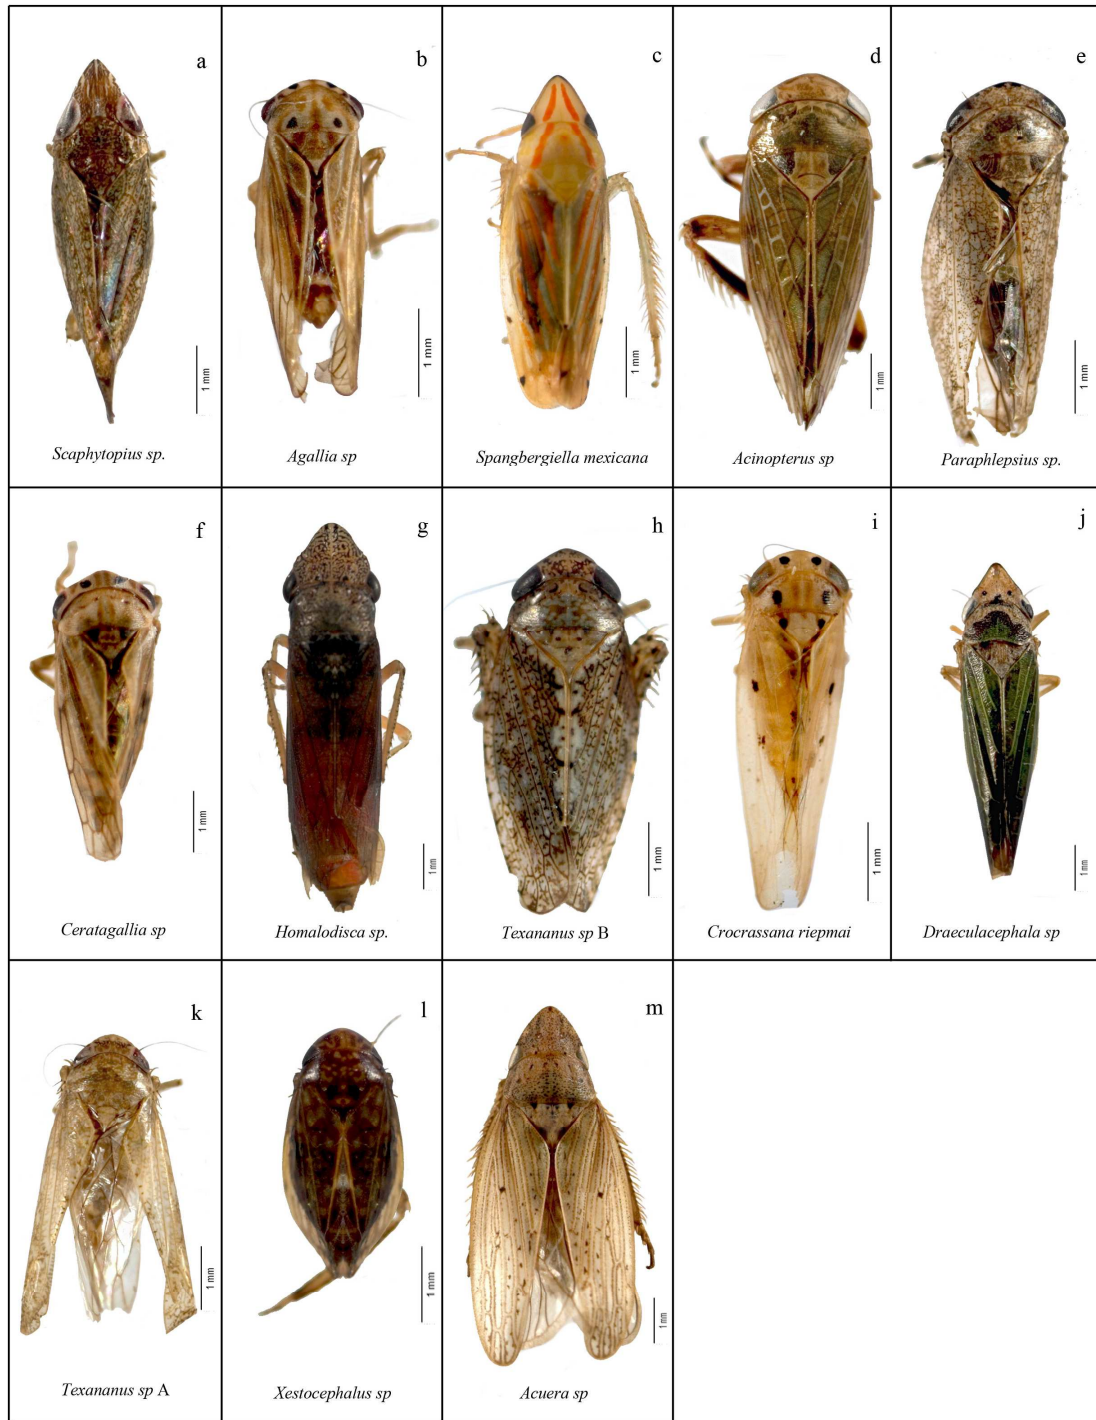 a
b
c
d
e
1 mm
1 mm
1 mm
1 mm
1 mm
Scaphytopius sp.
Agallia sp
Spangbergiella mexicana
Acinopterus sp
Paraphlepsius sp.
f
g
h
i
j
1 mm
1 mm
1 mm
1 mm
1 mm
Ceratagallia sp
Homalodisca sp.
Texananus sp B
Crocrassana riepmai
Draeculacephala sp
k
l
m
1 mm
1 mm
1 mm
Texananus sp A
Xestocephalus sp
Acuera sp